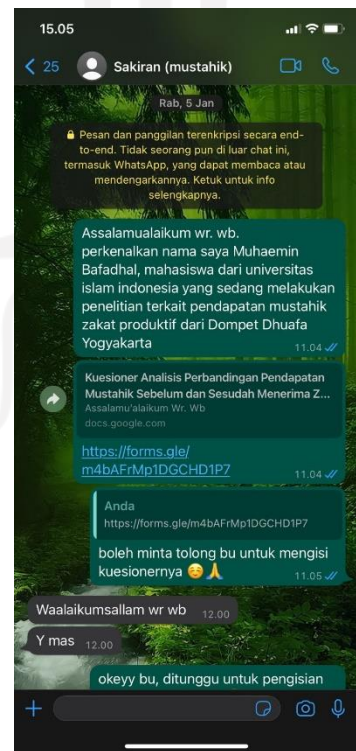 15.05
25
Sakiran (mustahik)
Rab, 5 Jan
Pesan dan panggilan terenkripsi secara end-
to-end. Tidak seorang pun di luar chat ini,
termasuk WhatsApp, yang dapat membaca atau
mendengarkannya. Ketuk untuk info
selengkapnya.
Assalamualaikum wr. wb.
perkenalkan nama saya Muhaemin
Bafadhal, mahasiswa dari universitas
islam indonesia yang sedang melakukan
penelitian terkait pendapatan mustahik
zakat produktif dari Dompet Dhuafa
Yogyakarta
11.04
Kuesioner Analisis Perbandingan Pendapatan
Mustahik Sebelum dan Sesudah Menerima Z...
Assalamu'alaikum Wr. Wb
docs.google.com
https://forms.gle/
m4bAFrMp1DGCHD1P7
11.04
Anda
https://forms.gle/m4bAFrMp1DGCHD1P7
boleh minta tolong bu untuk mengisi
kuesionernya ☺️🙏
11.05
Waalaikumsallam wr wb 12.00
Y mas 12.00
okeyy bu, ditunggu untuk pengisian